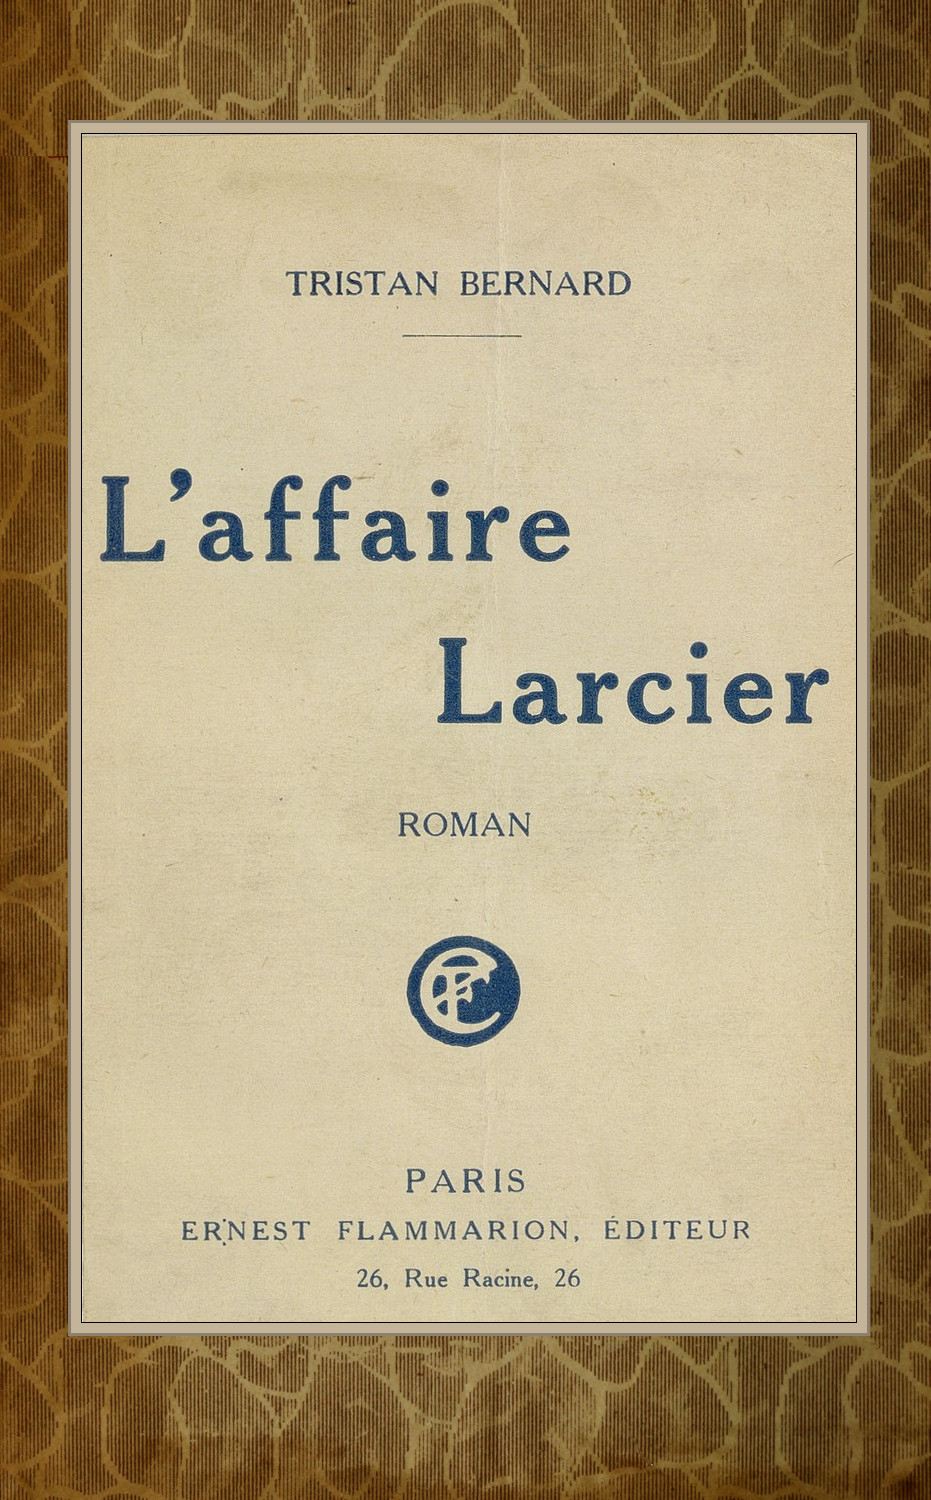 TRISTAN BERNARD
L’affaire
Larcier
ROMAN
PARIS
ERNEST FLAMMARION, ÉDITEUR
26, Rue Racine, 26